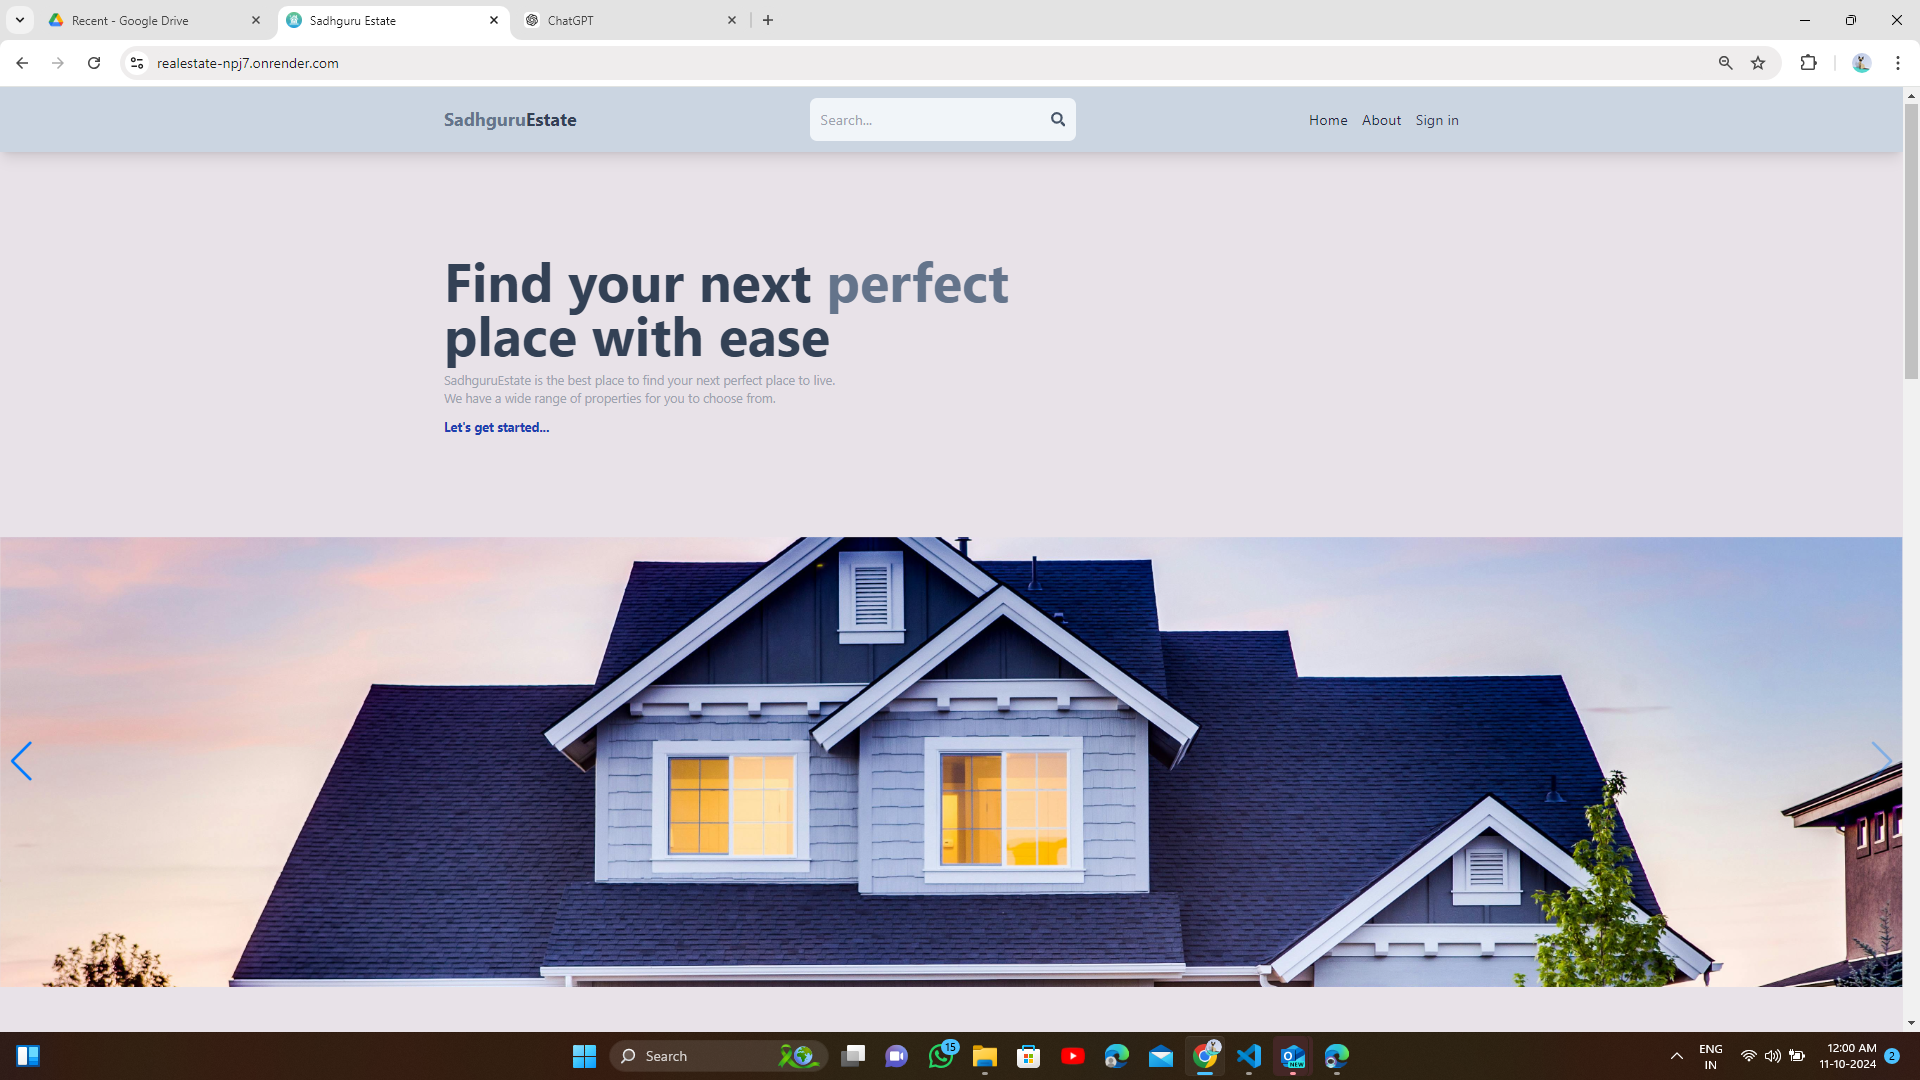 Recent - Google Drive
Sadhguru Estate
ChatGPT
realestate-npj7.onrender.com
SadhguruEstate
Search...
Home
About
Sign in
Find your next perfect
place with ease
SadhguruEstate is the best place to find your next perfect place to live.
We have a wide range of properties for you to choose from.
Let's get started...
Search
15
NEW
ENG
IN
12:00 AM
11-10-2024
2